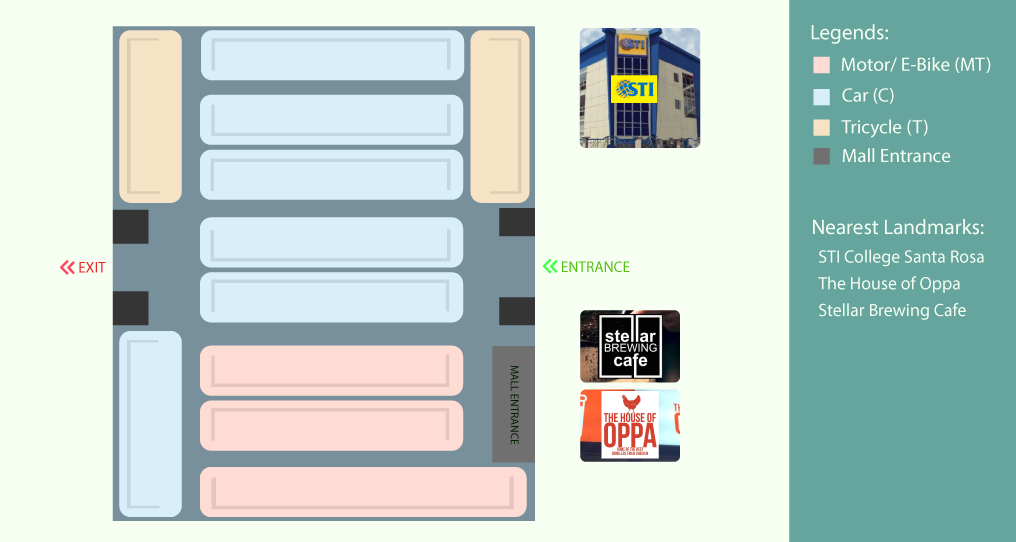 STI
STI
EXIT
ENTRANCE
stellar
BREWING
cafe
MALL ENTRANCE
THE HOUSE OF
OPPA
Legends:
Motor/ E-Bike (MT)
Car (C)
Tricycle (T)
Mall Entrance
Nearest Landmarks:
STI College Santa Rosa
The House of Oppa
Stellar Brewing Cafe